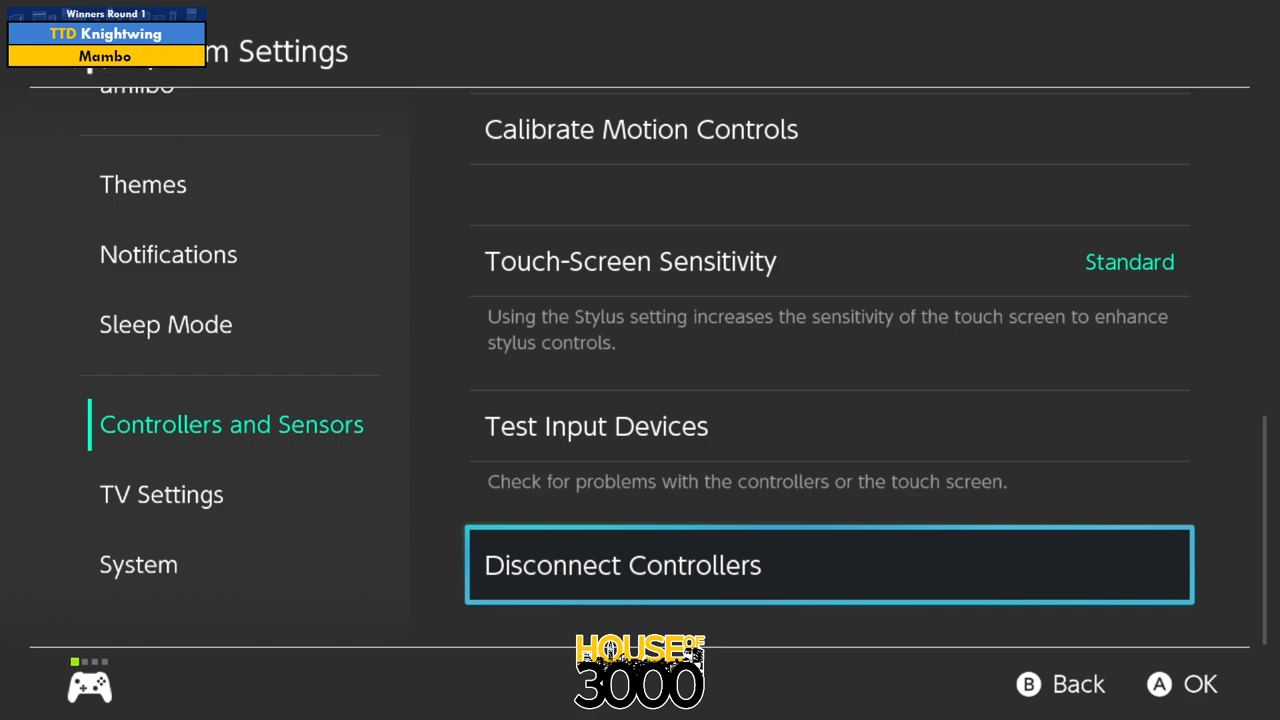 Winners Round 1
TTD Knightwing
Mambo
m Settings
amiibo
Themes
Notifications
Sleep Mode
Controllers and Sensors
TV Settings
System
Calibrate Motion Controls
Touch-Screen Sensitivity Standard
Using the Stylus setting increases the sensitivity of the touch screen to enhance
stylus controls.
Test Input Devices
Check for problems with the controllers or the touch screen.
Disconnect Controllers
HOUSE OF
3000
B Back A OK